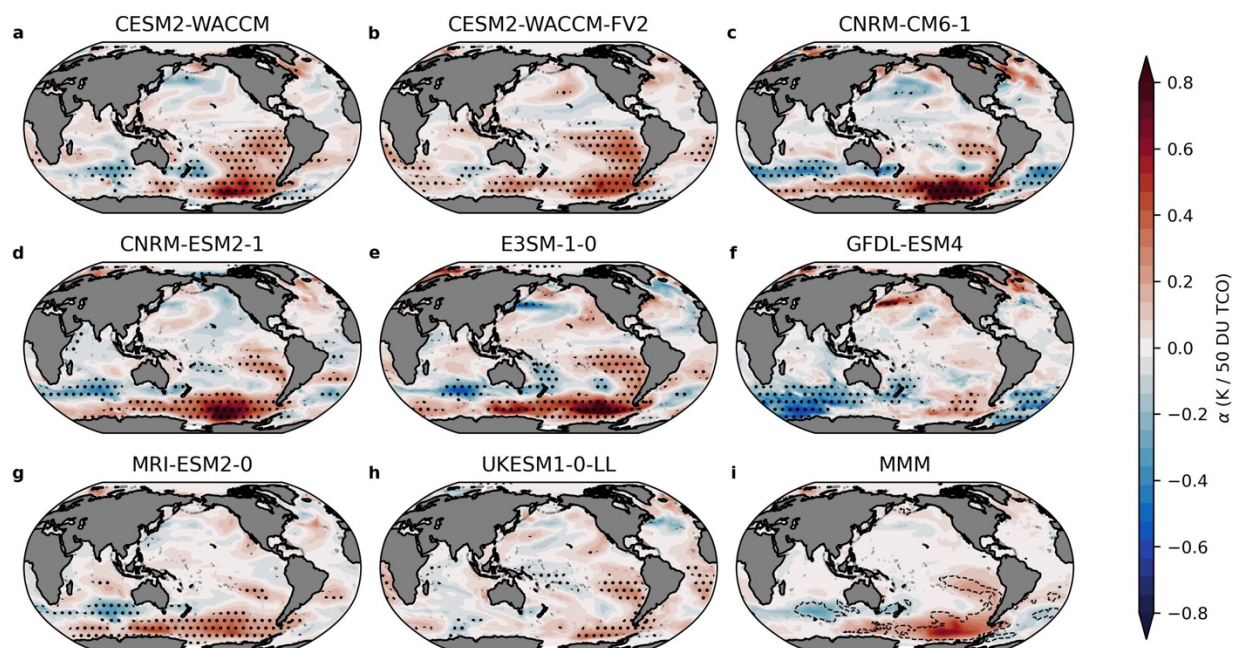 a CESM2-WACCM
b CESM2-WACCM-FV2
c CNRM-CM6-1
d CNRM-ESM2-1
e E3SM-1-0
f GFDL-ESM4
g MRI-ESM2-0
h UKESM1-0-LL
i MMM
0.8
0.6
0.4
0.2
0.0
−0.2
−0.4
−0.6
−0.8
α (K / 50 DU TCO)